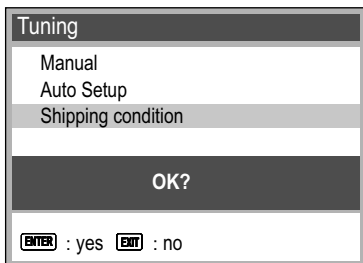 Tuning
Manual
Auto Setup
Shipping condition
OK?
ENTER : yes EXIT : no